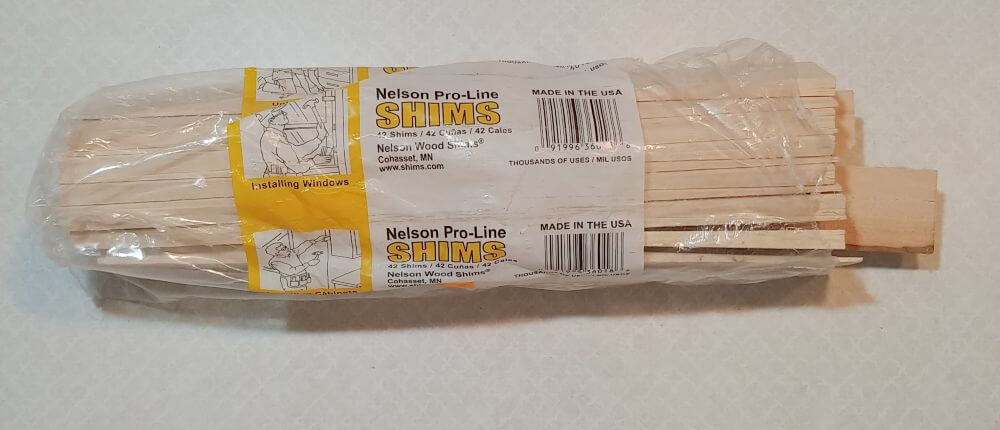 Nelson Pro-Line
SHIMS
42 Shims / 42 Cuñas / 42 Cales
Nelson Wood Shims®
Cohasset, MN
www.shims.com
MADE IN THE USA
THOUSANDS OF USES / MIL USOS
Installing Windows
Nelson Pro-Line
SHIMS
42 Shims / 42 Cuñas / 42 Cales
Nelson Wood Shims®
Cohasset, MN
MADE IN THE USA
Cabinets